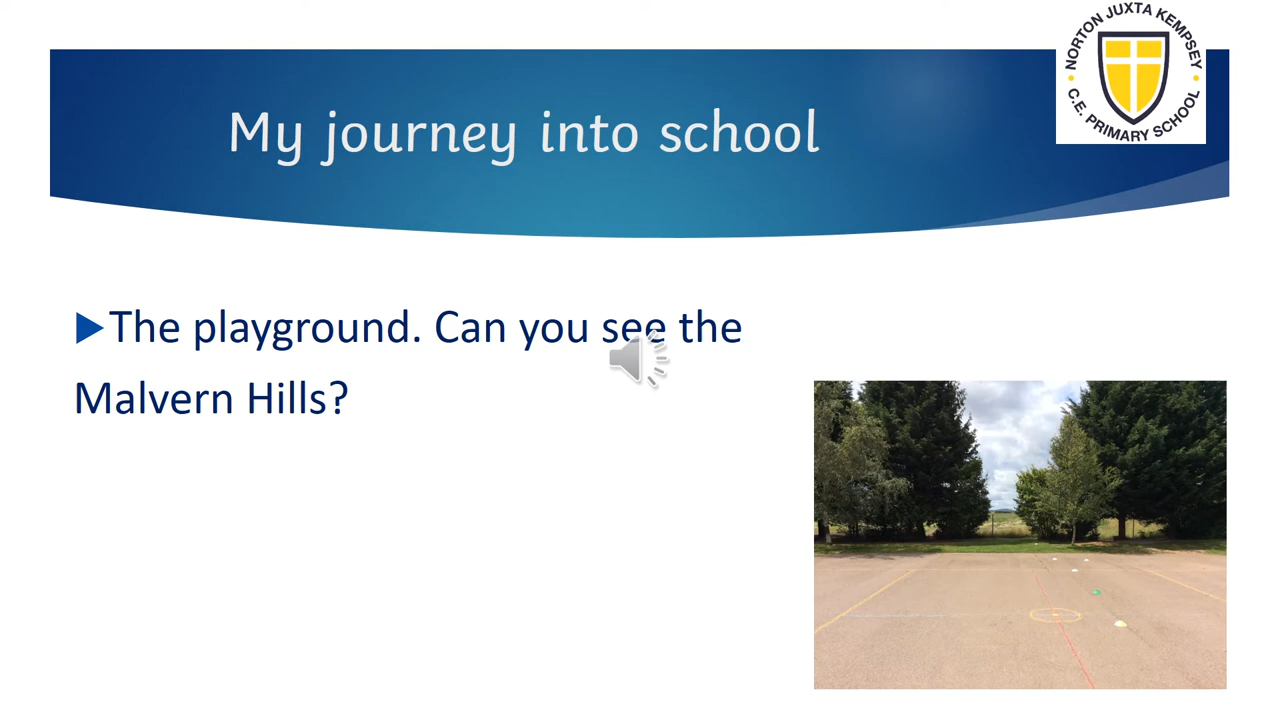 My journey into school
NORTON JUXTA KEMPSEY
C.E. PRIMARY SCHOOL
The playground. Can you see the
Malvern Hills?